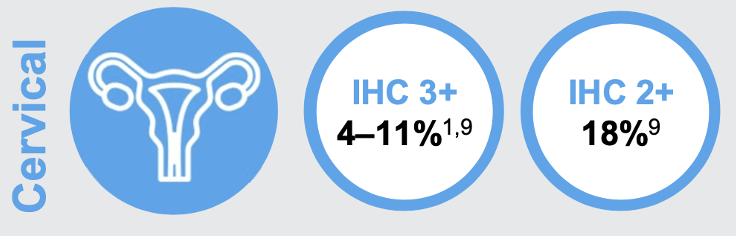 Cervical
IHC 3+
4–11%¹,⁹
IHC 2+
18%⁹